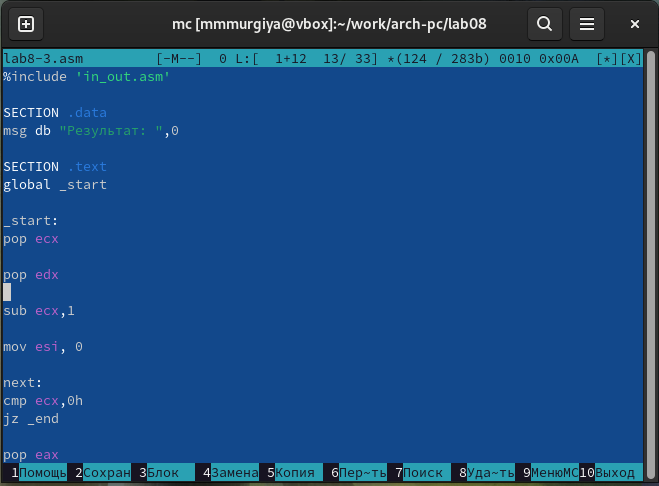 mc [mmmurgiya@vbox]:~/work/arch-pc/lab08
lab8-3.asm [-M--] 0 L:[ 1+12 13/ 33] *(124 / 283b) 0010 0x00A [*][X]
%include 'in_out.asm'
SECTION .data
msg db "Результат: ",0
SECTION .text
global _start
_start:
pop ecx
pop edx
sub ecx,1
mov esi, 0
next:
cmp ecx,0h
jz _end
pop eax
1Помощь 2Сохран 3Блок 4Замена 5Копия 6Пер~ть 7Поиск 8Уда~ть 9МенюMC 10Выход